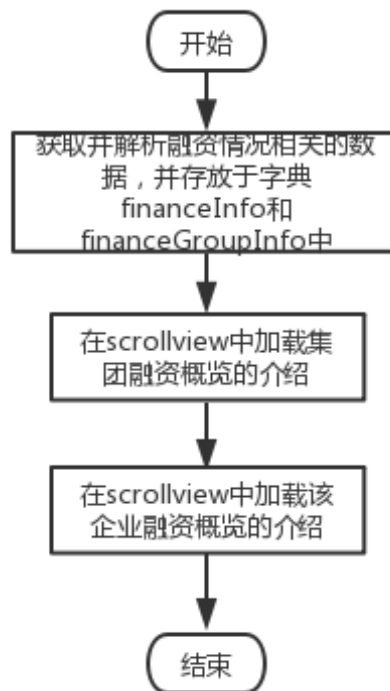 开始
获取并解析融资情况相关的数
据，并存放于字典
financeInfo和
financeGroupInfo中
在scrollview中加载集
团融资概览的介绍
在scrollview中加载该
企业融资概览的介绍
结束